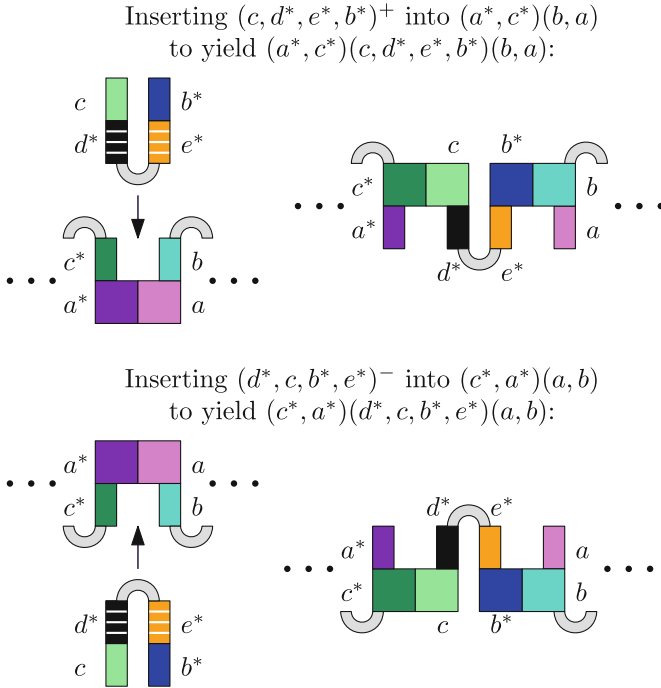 Inserting (c, d*, e*, b*)⁺ into (a*, c*)(b, a)
to yield (a*, c*)(c, d*, e*, b*)(b, a):
c b*
d* e*
c* b
a* a
c b*
c* b
a* a
d* e*
Inserting (d*, c, b*, e*)⁻ into (c*, a*)(a, b)
to yield (c*, a*)(d*, c, b*, e*)(a, b):
a* a
c* b
d* e*
c b*
d* e*
a* a
c* b
c b*